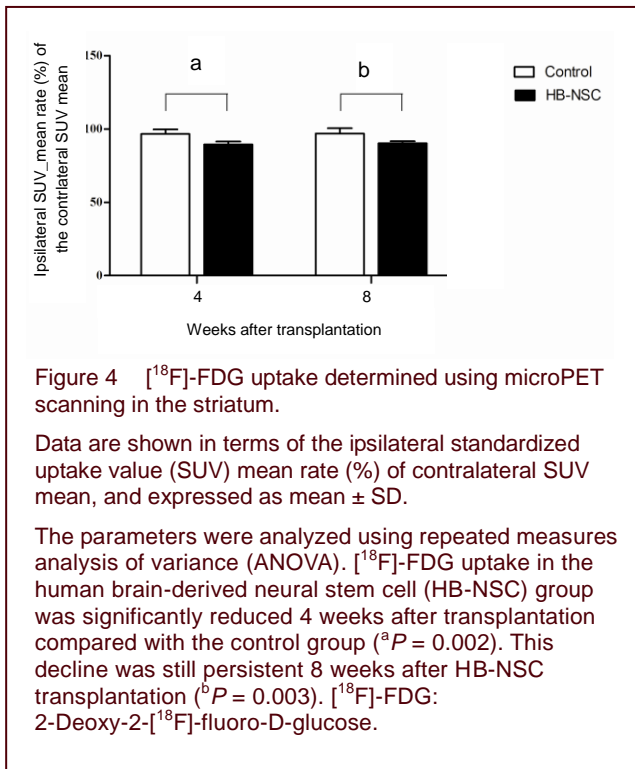 Ipsilateral SUV_mean rate (%) of
the contrlateral SUV mean
150
100
50
0
a
b
Control
HB-NSC
4
8
Weeks after transplantation
Figure 4 [18F]-FDG uptake determined using microPET
scanning in the striatum.
Data are shown in terms of the ipsilateral standardized
uptake value (SUV) mean rate (%) of contralateral SUV
mean, and expressed as mean ± SD.
The parameters were analyzed using repeated measures
analysis of variance (ANOVA). [18F]-FDG uptake in the
human brain-derived neural stem cell (HB-NSC) group
was significantly reduced 4 weeks after transplantation
compared with the control group (aP = 0.002). This
decline was still persistent 8 weeks after HB-NSC
transplantation (bP = 0.003). [18F]-FDG:
2-Deoxy-2-[18F]-fluoro-D-glucose.